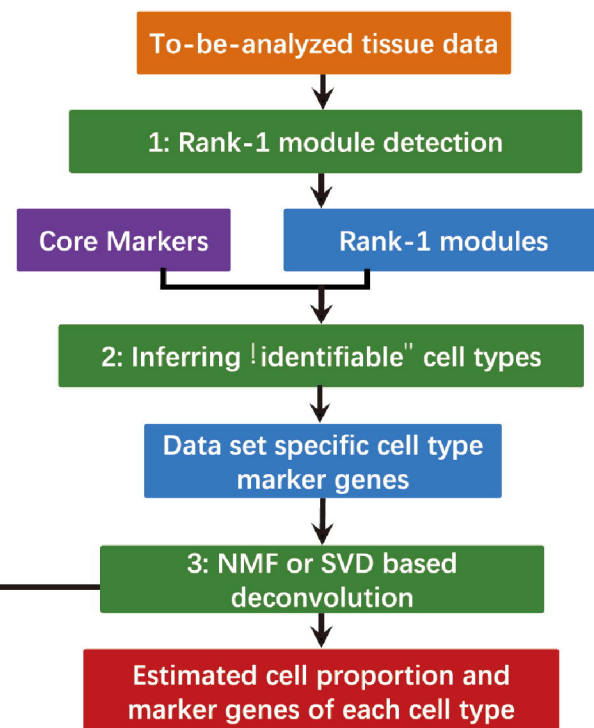 To-be-analyzed tissue data
1: Rank-1 module detection
Core Markers
Rank-1 modules
2: Inferring !identifiable" cell types
Data set specific cell type
marker genes
3: NMF or SVD based
deconvolution
Estimated cell proportion and
marker genes of each cell type